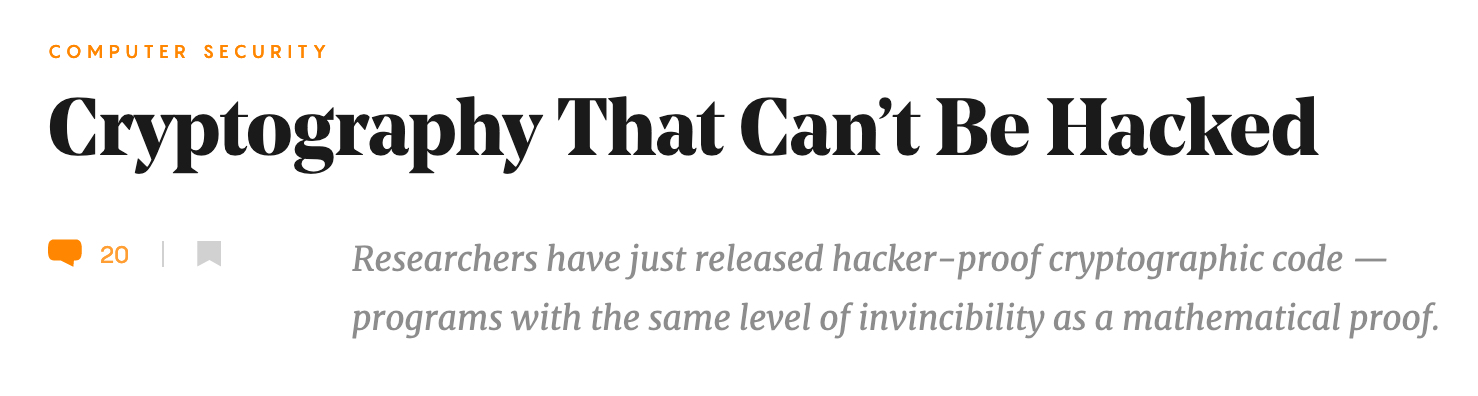 COMPUTER SECURITY
Cryptography That Can’t Be Hacked
20
Researchers have just released hacker-proof cryptographic code —
programs with the same level of invincibility as a mathematical proof.